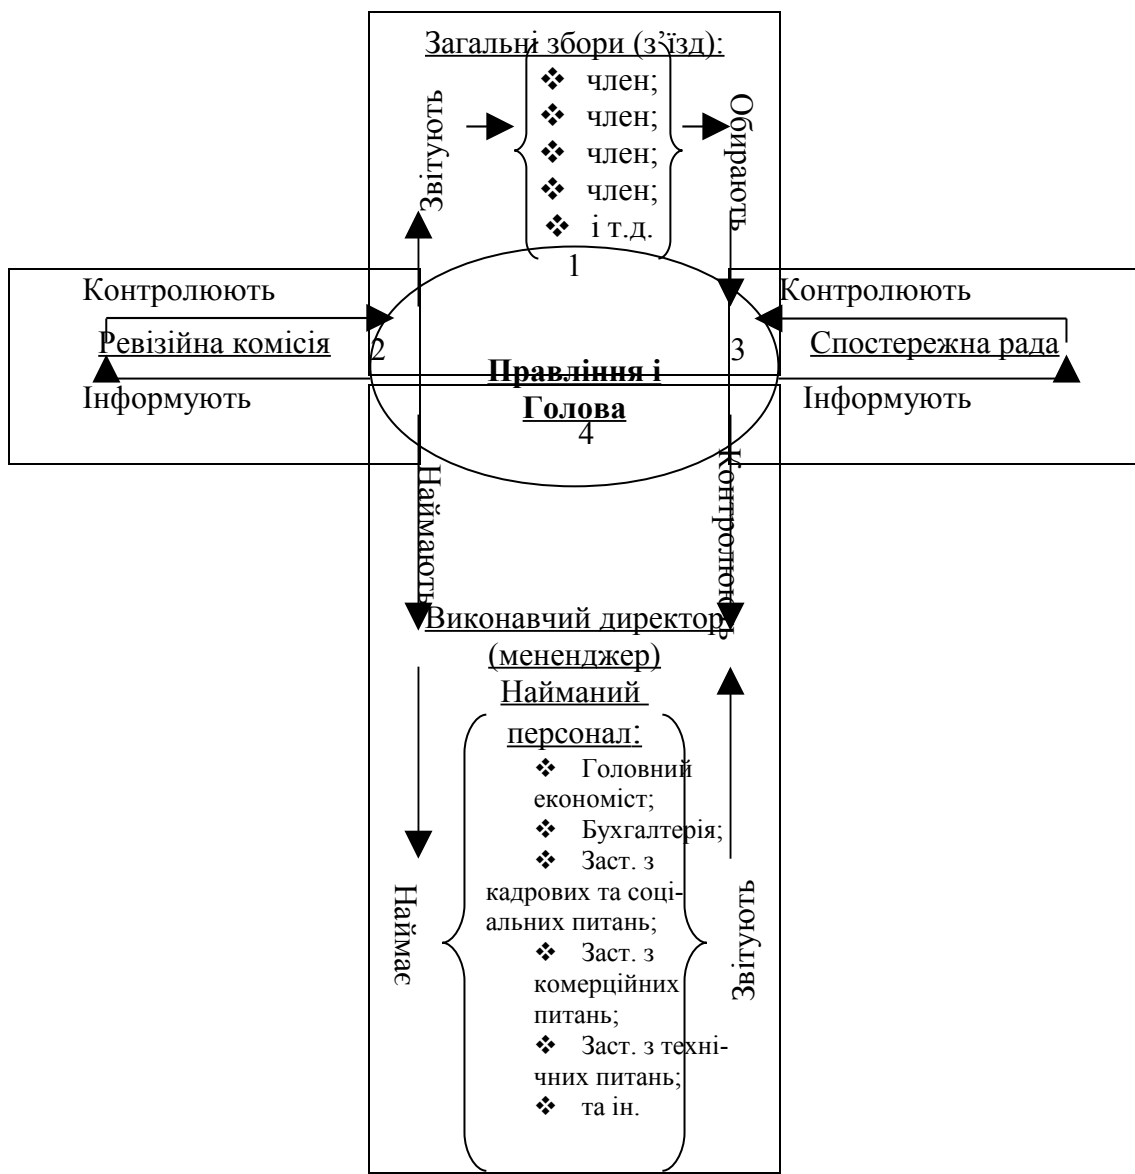 Загальні збори (з’їзд):
❖ член;
❖ член;
❖ член;
❖ член;
❖ і т.д.
Звітують
Обирають
1
Контролюють
Контролюють
Ревізійна комісія
2
3
Спостережна рада
Правління і
Голова
Інформують
Інформують
4
Наймають
Контролюють
Виконавчий директор
(мененджер)
Найманий
персонал:
❖ Головний
економіст;
❖ Бухгалтерія;
❖ Заст. з
кадрових та соці-
альних питань;
❖ Заст. з
комерційних
питань;
❖ Заст. з техні-
чних питань;
❖ та ін.
Наймає
Звітують